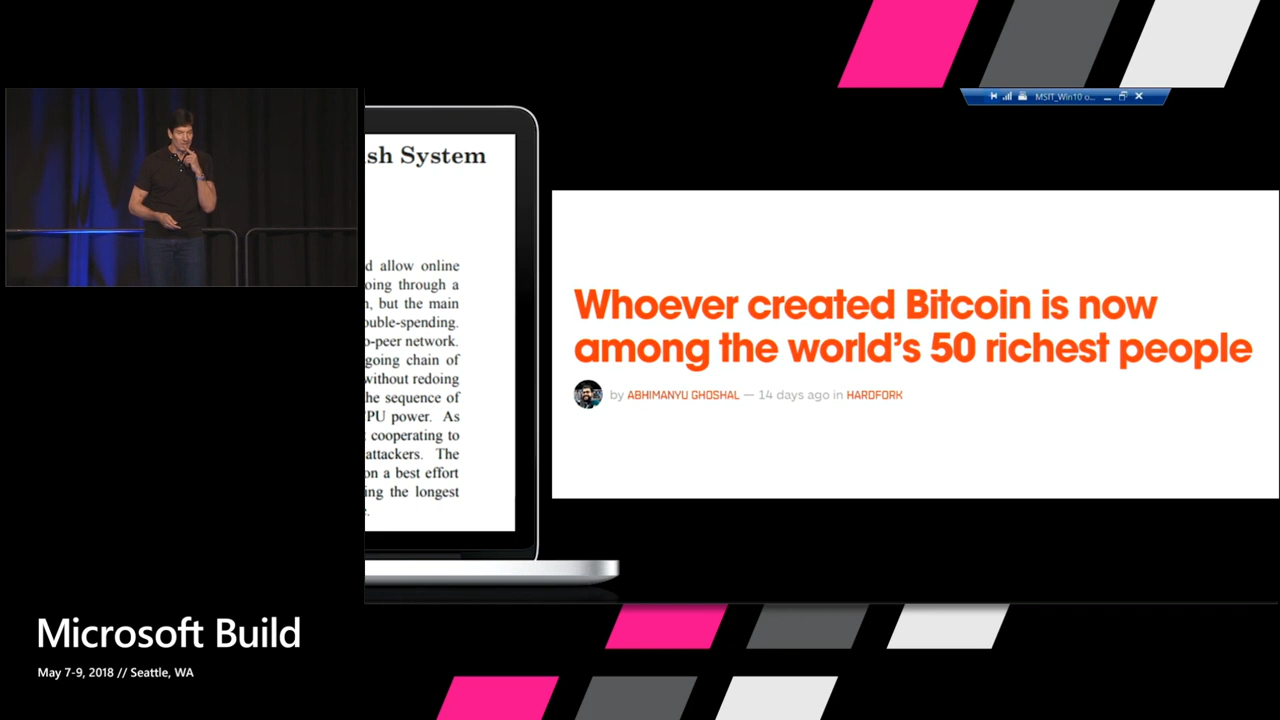 MSIT_Win10 o...
sh System
d allow online
oing through a
n, but the main
ouble-spending.
o-peer network.
going chain of
without redoing
he sequence of
PU power. As
cooperating to
attackers. The
on a best effort
ing the longest
Whoever created Bitcoin is now
among the world's 50 richest people
by ABHIMANYU GHOSHAL — 14 days ago in HARDFORK
Microsoft Build
May 7-9, 2018 // Seattle, WA